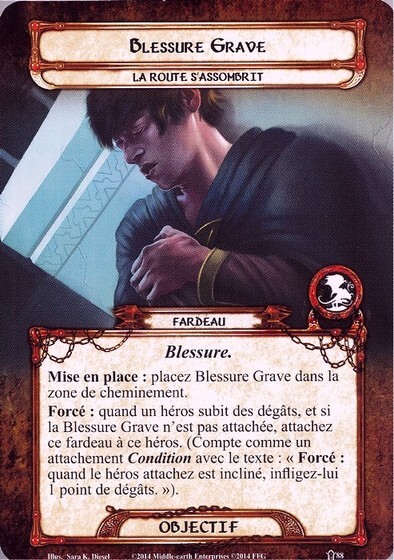 Blessure Grave
La Route s'Assombrit
Fardeau
Blessure.
Mise en place : placez Blessure Grave dans la
zone de cheminement.
Forcé : quand un héros subit des dégâts, et si
la Blessure Grave n'est pas attachée, attachez
ce fardeau à ce héros. (Compte comme un
attachement Condition avec le texte : « Forcé :
quand le héros attachez est incliné, infligez-lui
1 point de dégâts. »).
Objectif
Illus. Sara K. Diesel ©2014 Middle-earth Enterprises ©2014 FFG 88